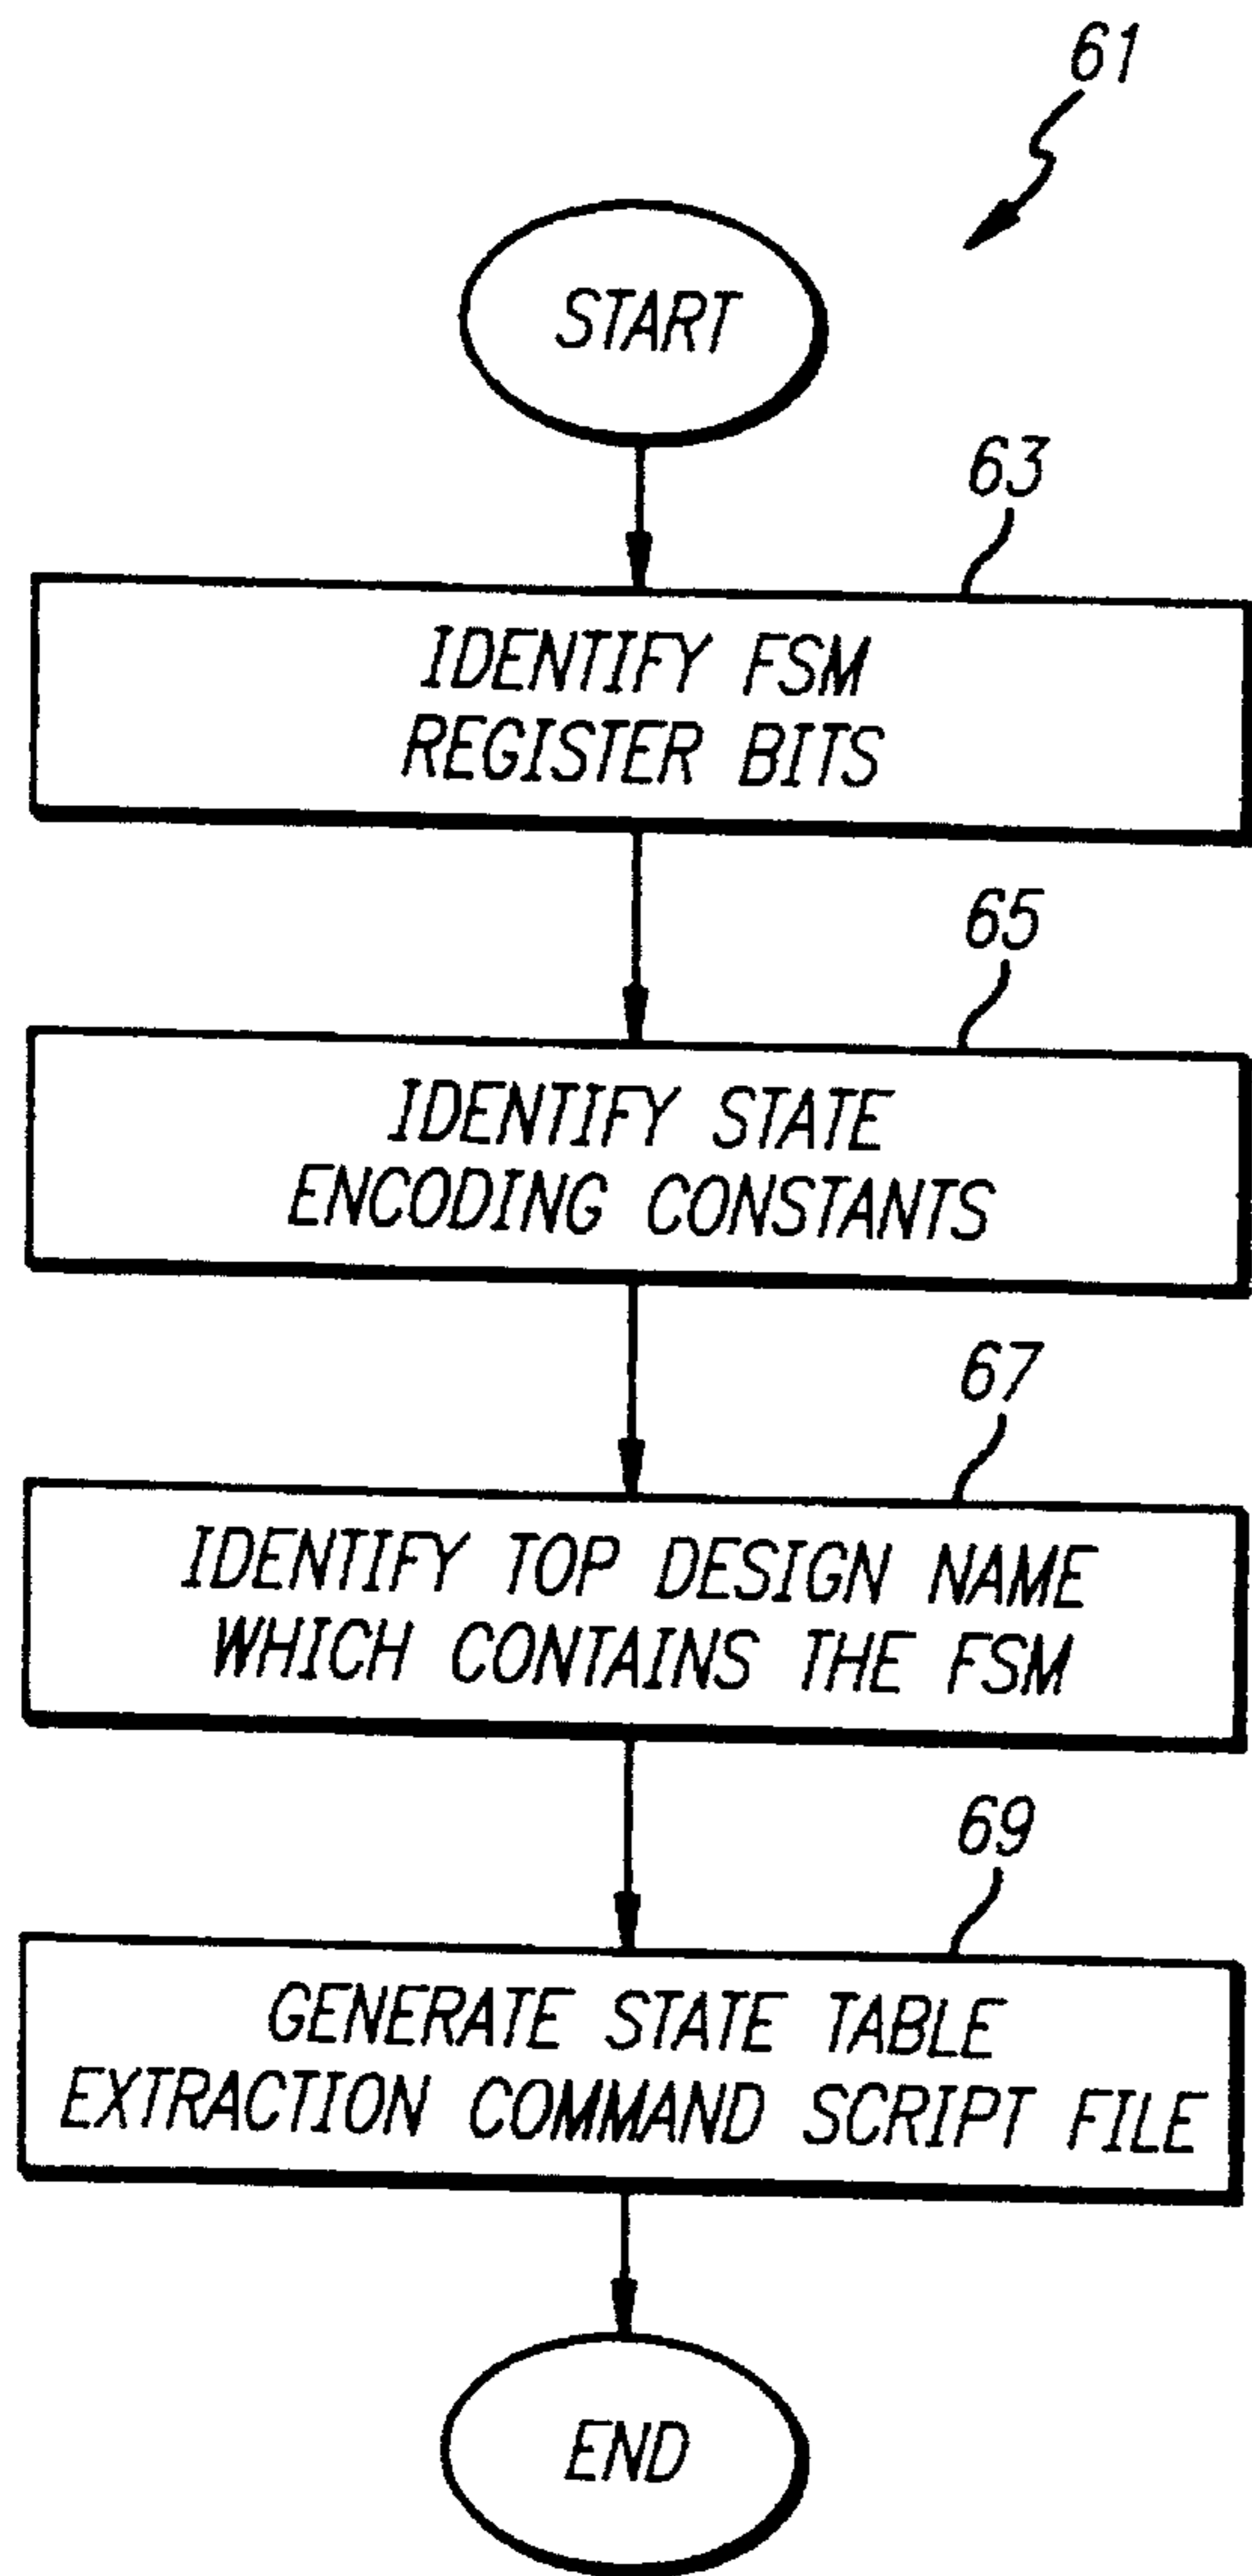 61
START
63
IDENTIFY FSM
REGISTER BITS
65
IDENTIFY STATE
ENCODING CONSTANTS
67
IDENTIFY TOP DESIGN NAME
WHICH CONTAINS THE FSM
69
GENERATE STATE TABLE
EXTRACTION COMMAND SCRIPT FILE
END